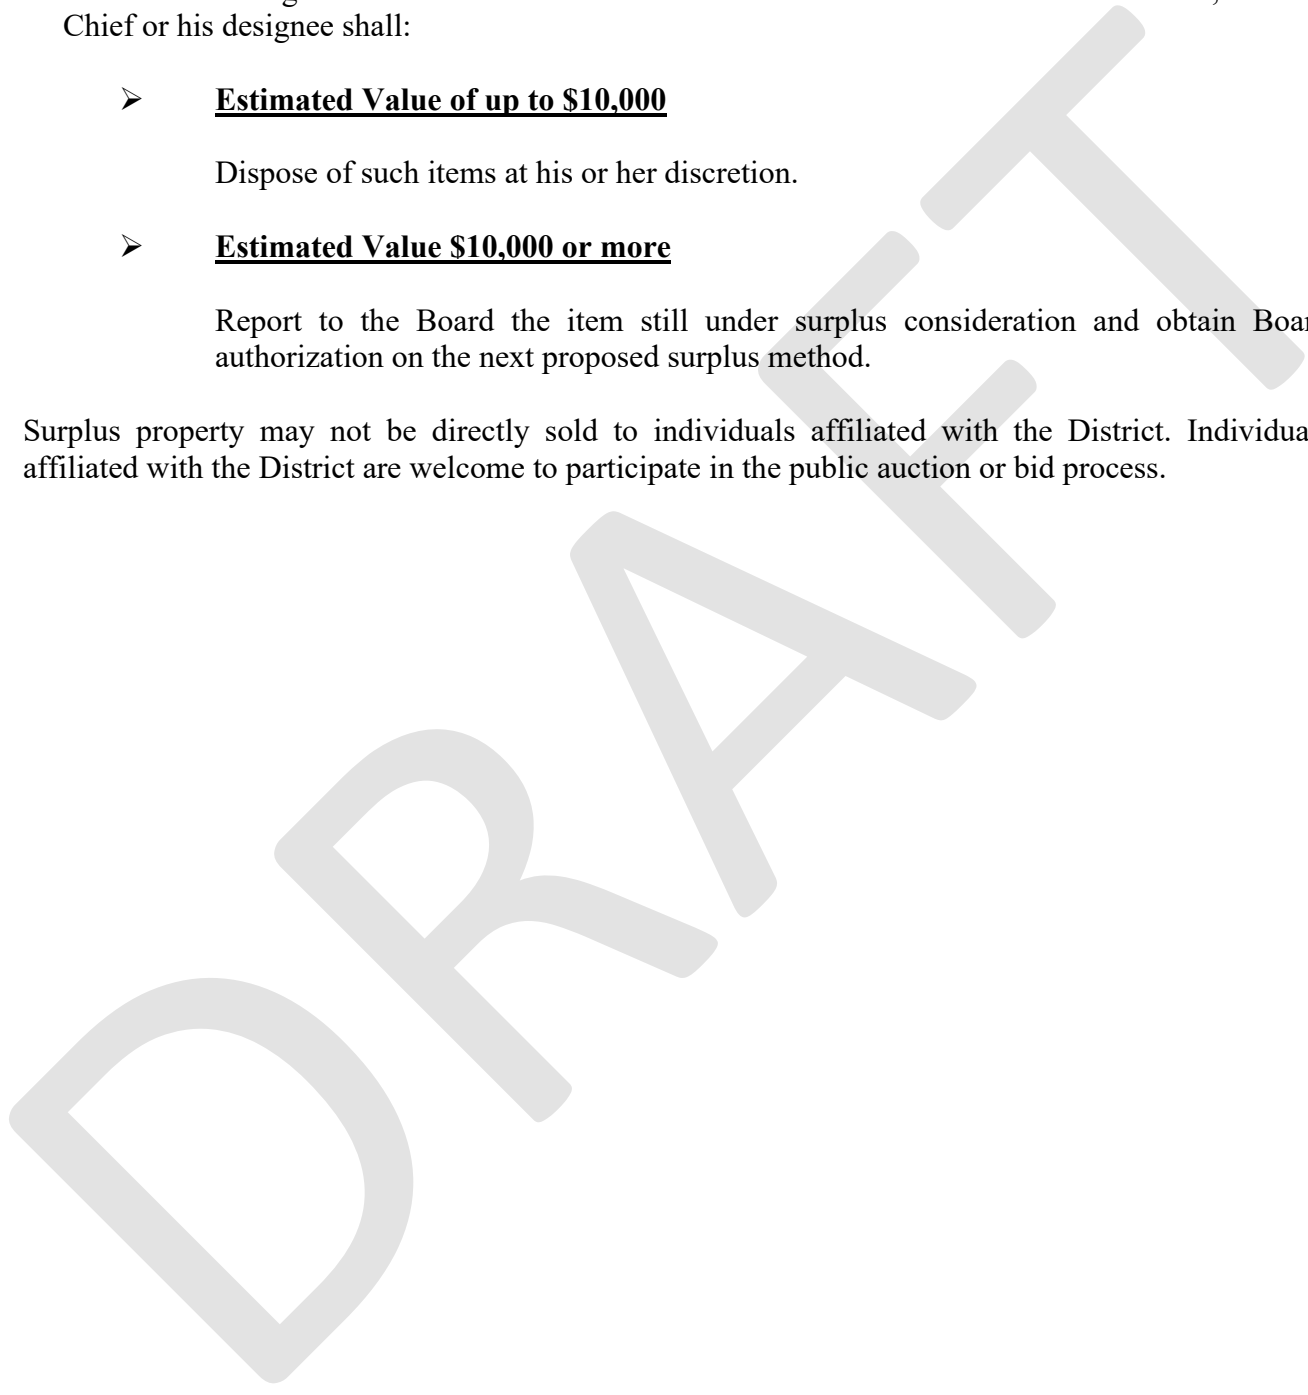 Chief or his designee shall:
➢ Estimated Value of up to $10,000
Dispose of such items at his or her discretion.
➢ Estimated Value $10,000 or more
Report to the Board the item still under surplus consideration and obtain Boar
authorization on the next proposed surplus method.
Surplus property may not be directly sold to individuals affiliated with the District. Individua
affiliated with the District are welcome to participate in the public auction or bid process.
DRAFT